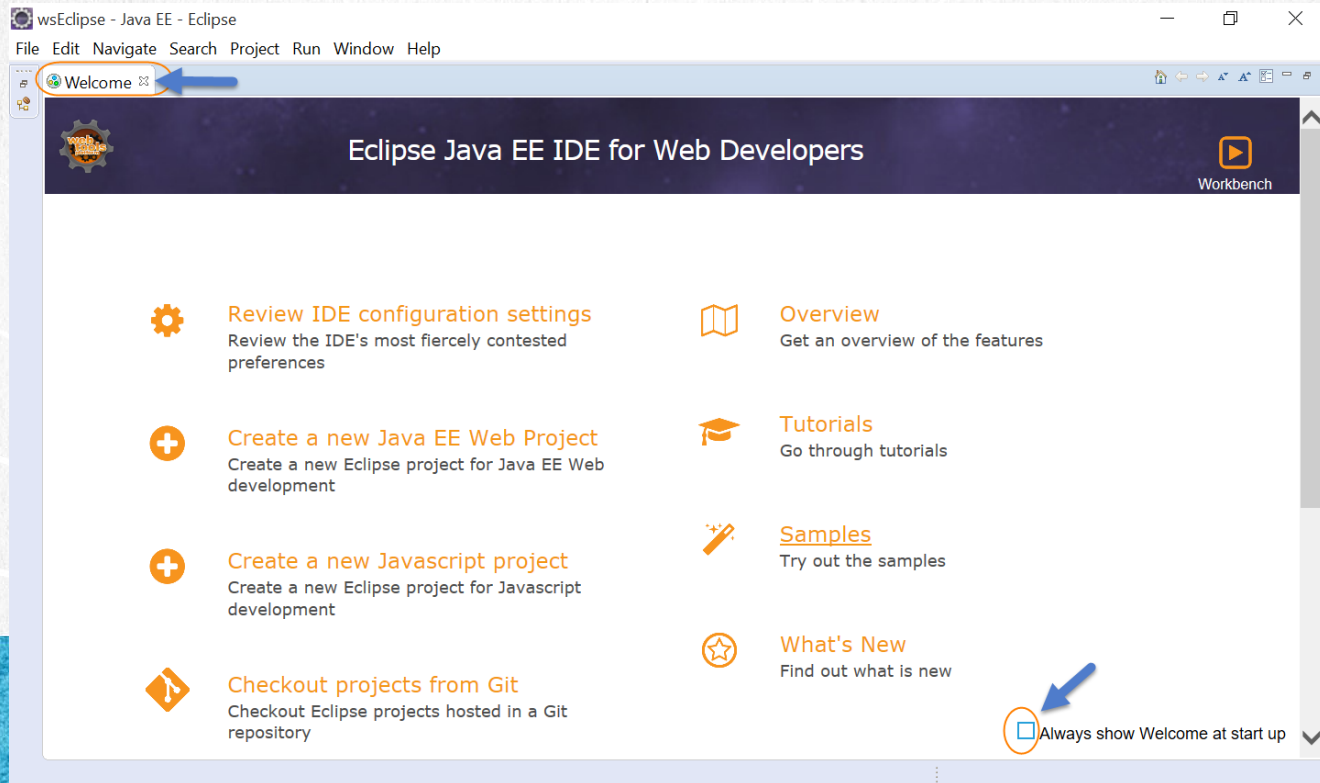 wsEclipse - Java EE - Eclipse
File Edit Navigate Search Project Run Window Help
Welcome
Eclipse Java EE IDE for Web Developers
Workbench
Review IDE configuration settings
Review the IDE's most fiercely contested
preferences
Create a new Java EE Web Project
Create a new Eclipse project for Java EE Web
development
Create a new Javascript project
Create a new Eclipse project for Javascript
development
Checkout projects from Git
Checkout Eclipse projects hosted in a Git
repository
Overview
Get an overview of the features
Tutorials
Go through tutorials
Samples
Try out the samples
What's New
Find out what is new
Always show Welcome at start up